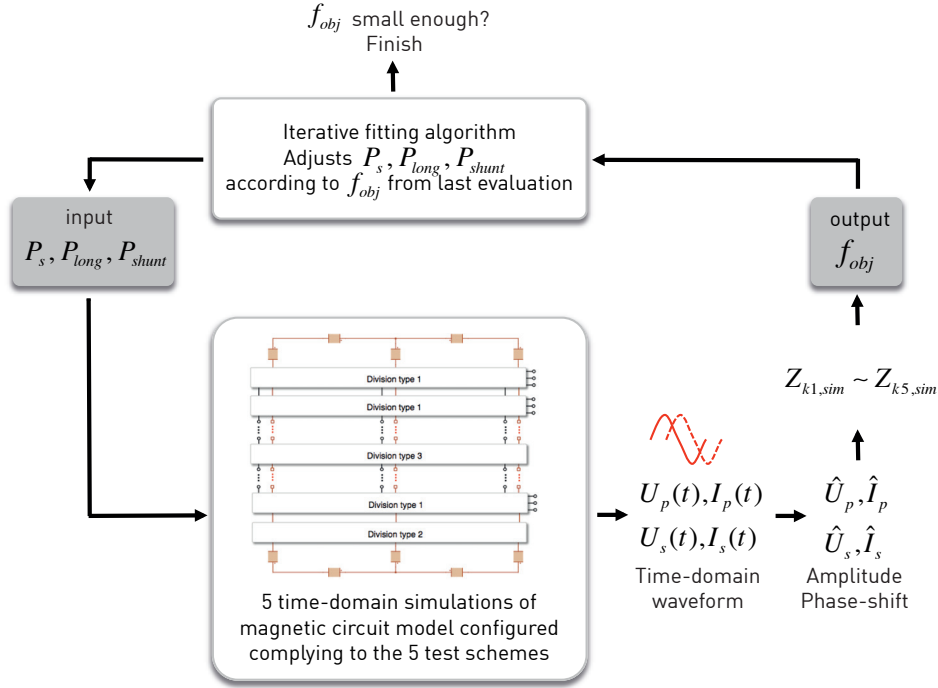 f_obj small enough?
Finish
Iterative fitting algorithm
Adjusts P_s, P_long, P_shunt
according to f_obj from last evaluation
input
P_s, P_long, P_shunt
output
f_obj
Division type 1
Division type 1
Division type 3
Division type 1
Division type 2
5 time-domain simulations of
magnetic circuit model configured
complying to the 5 test schemes
U_p(t), I_p(t)
U_s(t), I_s(t)
Time-domain
waveform
Û_p, Î_p
Û_s, Î_s
Amplitude
Phase-shift
Z_k1,sim ~ Z_k5,sim